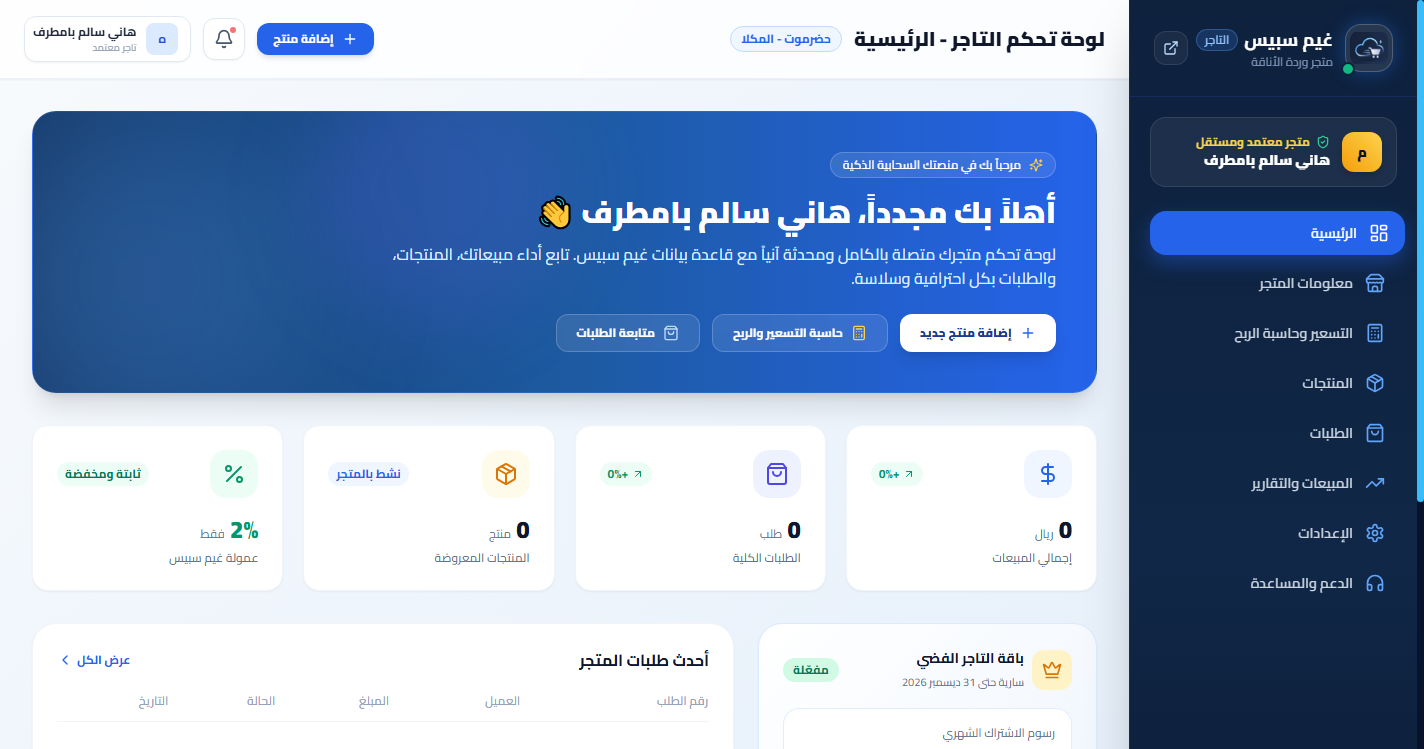 غيم سبيس التاجر
متجر وردة الأناقة
م
متجر معتمد ومستقل
هاني سالم بامطرف
الرئيسية
معلومات المتجر
التسعير وحاسبة الربح
المنتجات
الطلبات
المبيعات والتقارير
الإعدادات
الدعم والمساعدة
لوحة تحكم التاجر - الرئيسية
حضرموت - المكلا
إضافة منتج
ه
هاني سالم بامطرف
تاجر معتمد
مرحباً بك في منصتك السحابية الذكية
أهلاً بك مجدداً، هاني سالم بامطرف 👋
لوحة تحكم متجرك متصلة بالكامل ومحدثة آنياً مع قاعدة بيانات غيم سبيس. تابع أداء مبيعاتك، المنتجات،
والطلبات بكل احترافية وسلاسة.
إضافة منتج جديد
حاسبة التسعير والربح
متابعة الطلبات
+0%
0 ريال
إجمالي المبيعات
+0%
0 طلب
الطلبات الكلية
نشط بالمتجر
0 منتج
المنتجات المعروضة
ثابتة ومخفضة
2% فقط
عمولة غيم سبيس
باقة التاجر الفضي
سارية حتى 31 ديسمبر 2026
مفعّلة
رسوم الاشتراك الشهري
أحدث طلبات المتجر
عرض الكل
رقم الطلب العميل المبلغ الحالة التاريخ